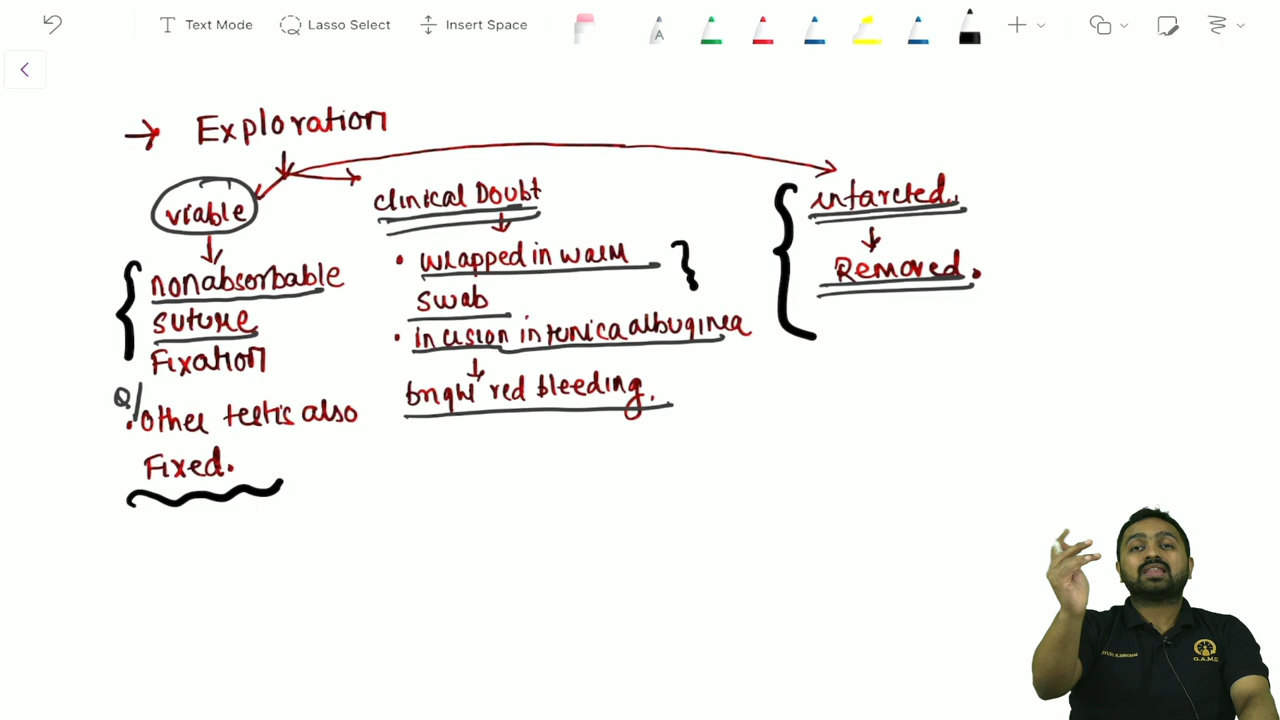 Text Mode
Lasso Select
Insert Space
→ Exploration
viable
nonabsorbable
suture
Fixation
Q/
• Other testis also
Fixed.
clinical Doubt
• wrapped in warm
swab
• incision in tunica albuginea
bright red bleeding.
infarcted.
Removed.
G.A.M.S